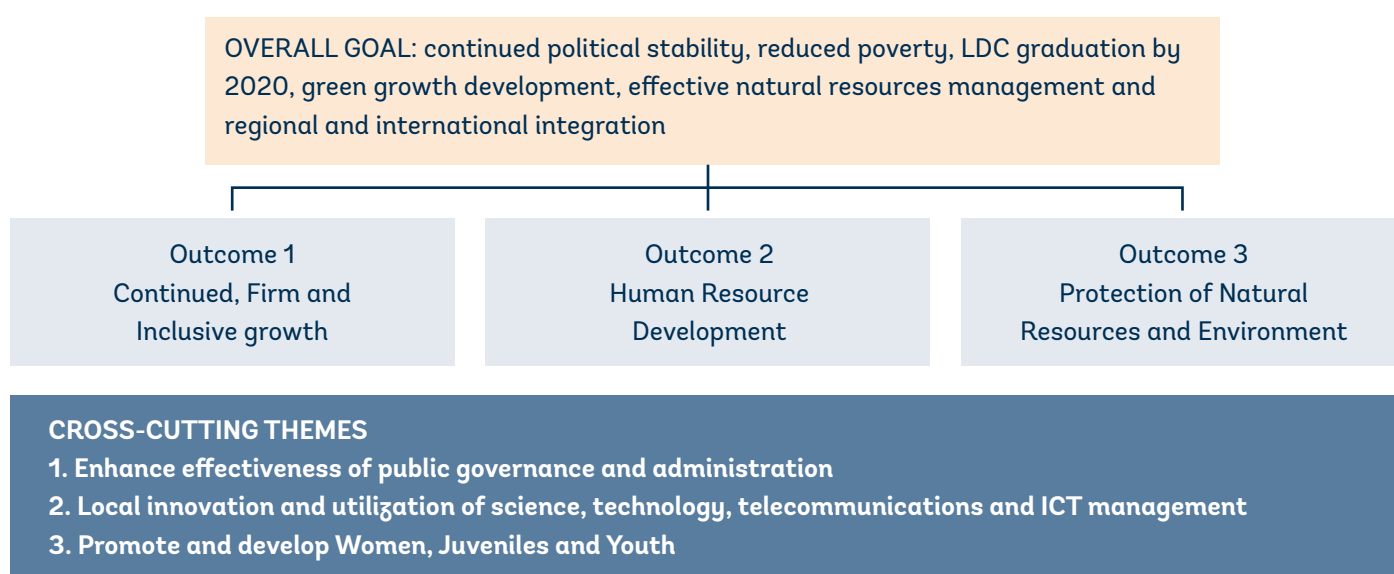 OVERALL GOAL: continued political stability, reduced poverty, LDC graduation by
2020, green growth development, effective natural resources management and
regional and international integration
Outcome 1
Continued, Firm and
Inclusive growth
Outcome 2
Human Resource
Development
Outcome 3
Protection of Natural
Resources and Environment
CROSS-CUTTING THEMES
1. Enhance effectiveness of public governance and administration
2. Local innovation and utilization of science, technology, telecommunications and ICT management
3. Promote and develop Women, Juveniles and Youth